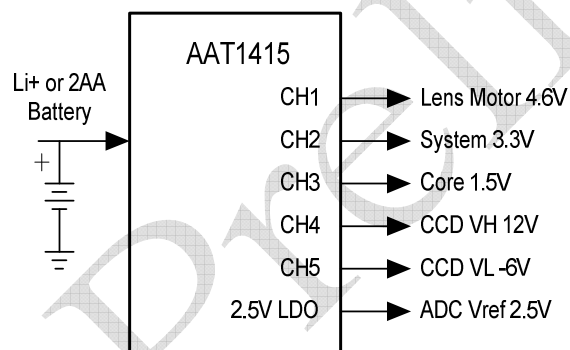 AAT1415
Li+ or 2AA
Battery
+
CH1 Lens Motor 4.6V
CH2 System 3.3V
CH3 Core 1.5V
CH4 CCD VH 12V
CH5 CCD VL -6V
2.5V LDO ADC Vref 2.5V
Preli